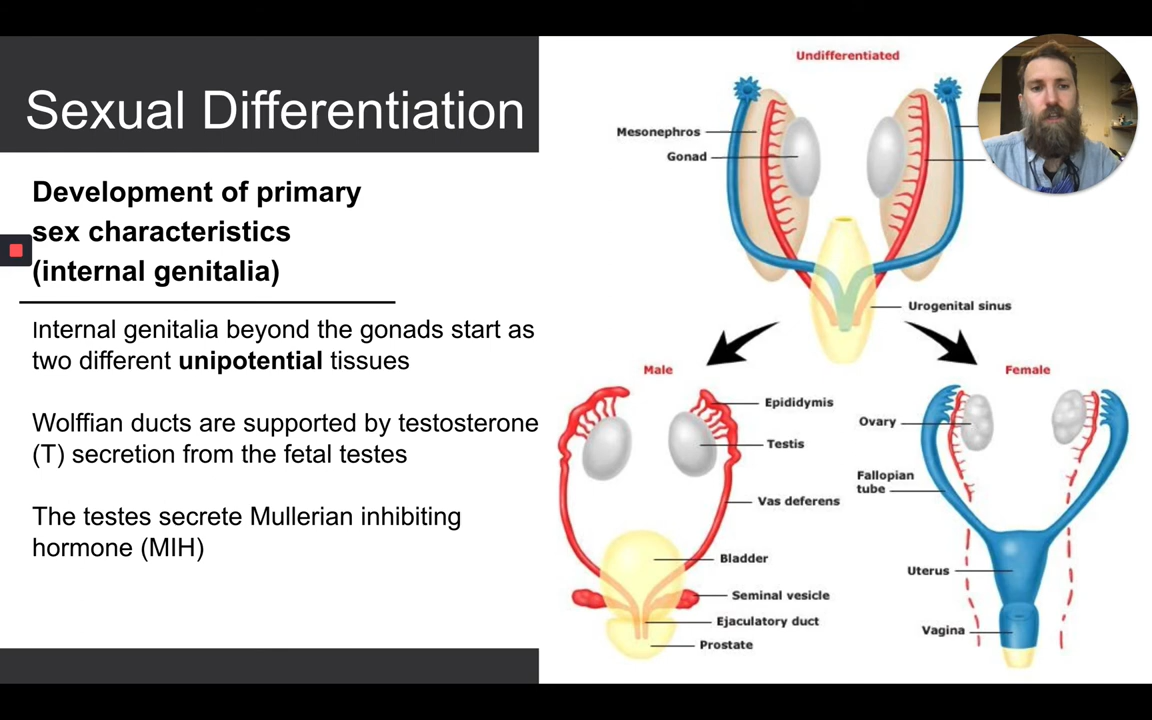 Sexual Differentiation
Development of primary
sex characteristics
(internal genitalia)
Internal genitalia beyond the gonads start as
two different unipotential tissues
Wolffian ducts are supported by testosterone
(T) secretion from the fetal testes
The testes secrete Mullerian inhibiting
hormone (MIH)
Undifferentiated
Mesonephros
Gonad
Urogenital sinus
Male
Epididymis
Testis
Vas deferens
Bladder
Seminal vesicle
Ejaculatory duct
Prostate
Female
Ovary
Fallopian
tube
Uterus
Vagina